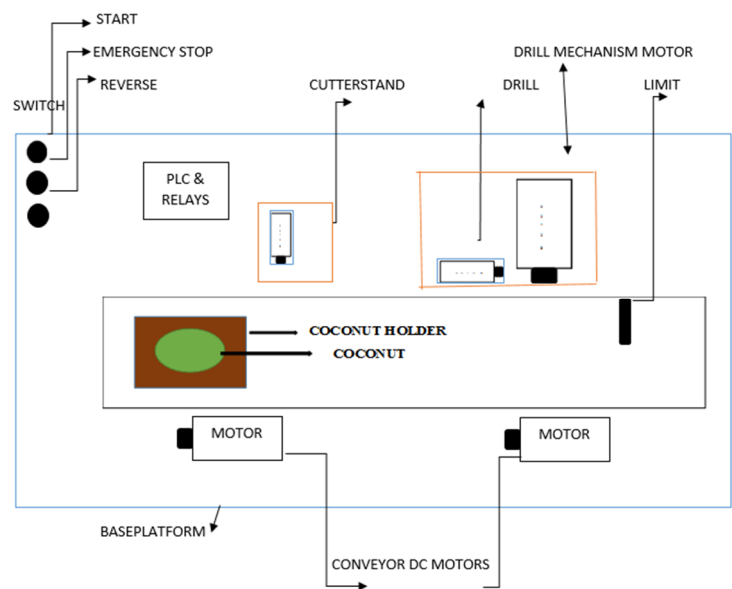 START
EMERGENCY STOP
REVERSE
SWITCH
CUTTERSTAND
DRILL
DRILL MECHANISM MOTOR
LIMIT
PLC &
RELAYS
COCONUT HOLDER
COCONUT
MOTOR
MOTOR
BASEPLATFORM
CONVEYOR DC MOTORS